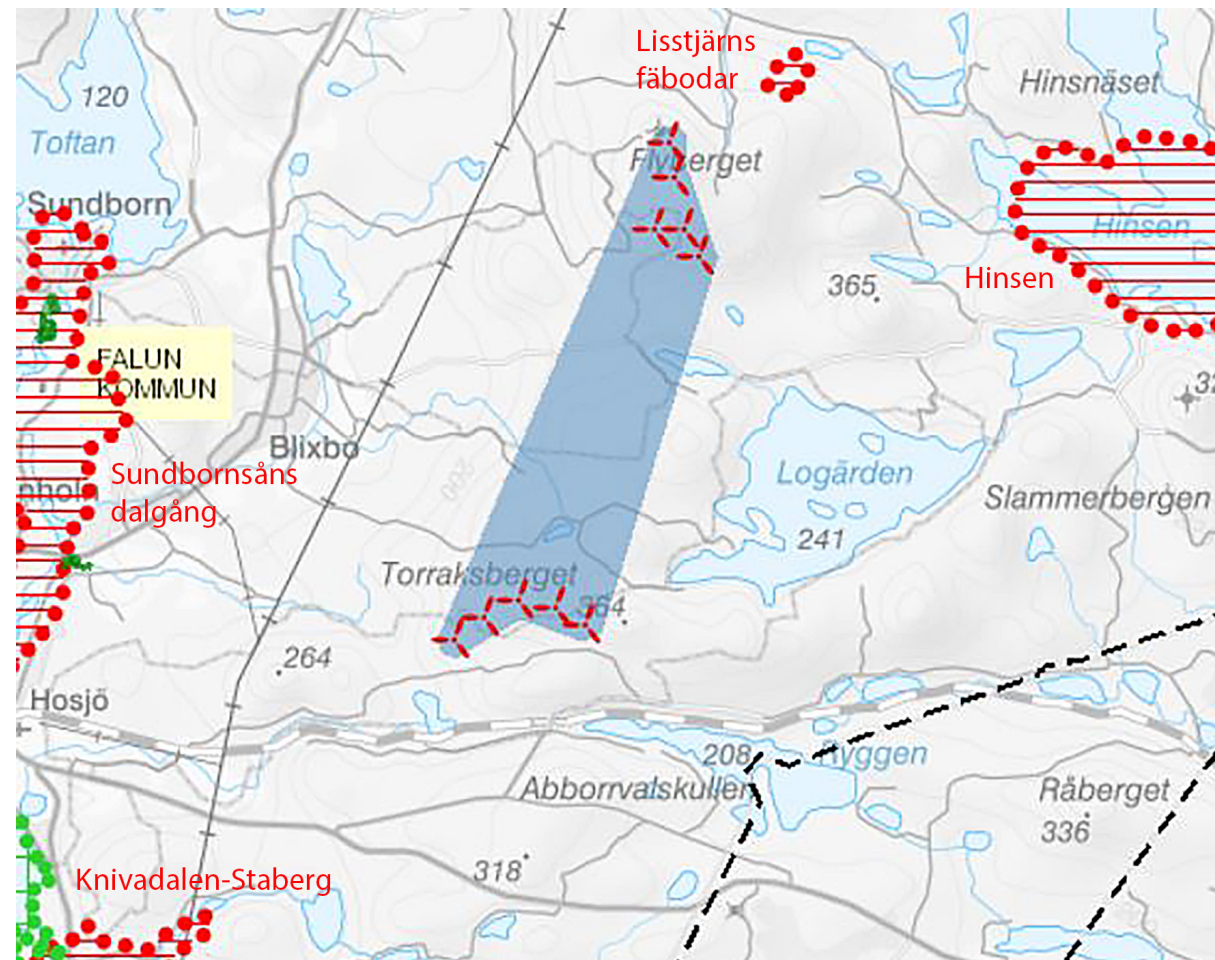 Lisstjärns
fäbodar
Hinsnäset
120
Toftan
Flyberget
Sundborn
Hinsen
Hinsen
365
FALUN
KOMMUN
Blixbo
200
Logärden
Sundbornsåns
dalgång
Slammerbergen
241
Torraksberget
364
264
Hosjö
208
Ryggen
Abborrvalskullen
Råberget
336
318
Knivadalen-Staberg